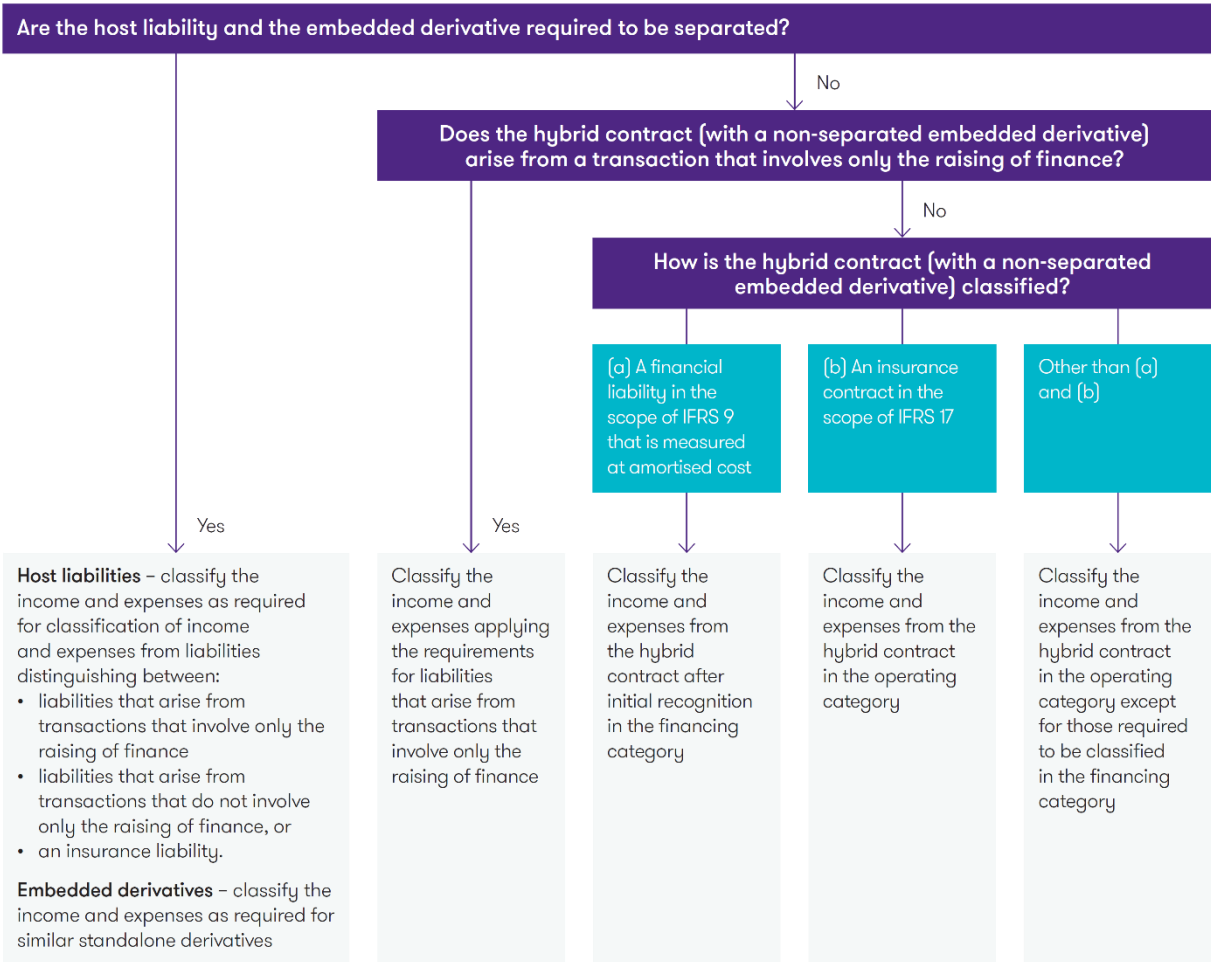 Are the host liability and the embedded derivative required to be separated?
No
Does the hybrid contract (with a non-separated embedded derivative)
arise from a transaction that involves only the raising of finance?
No
How is the hybrid contract (with a non-separated
embedded derivative) classified?
(a) A financial
liability in the
scope of IFRS 9
that is measured
at amortised cost
(b) An insurance
contract in the
scope of IFRS 17
Other than (a)
and (b)
Yes
Yes
Host liabilities – classify the
income and expenses as required
for classification of income
and expenses from liabilities
distinguishing between:
• liabilities that arise from
transactions that involve only the
raising of finance
• liabilities that arise from
transactions that do not involve
only the raising of finance, or
• an insurance liability.
Embedded derivatives – classify the
income and expenses as required for
similar standalone derivatives
Classify the
income and
expenses applying
the requirements
for liabilities
that arise from
transactions that
involve only the
raising of finance
Classify the
income and
expenses from
the hybrid
contract after
initial recognition
in the financing
category
Classify the
income and
expenses from the
hybrid contract
in the operating
category
Classify the
income and
expenses from the
hybrid contract
in the operating
category except
for those required
to be classified
in the financing
category